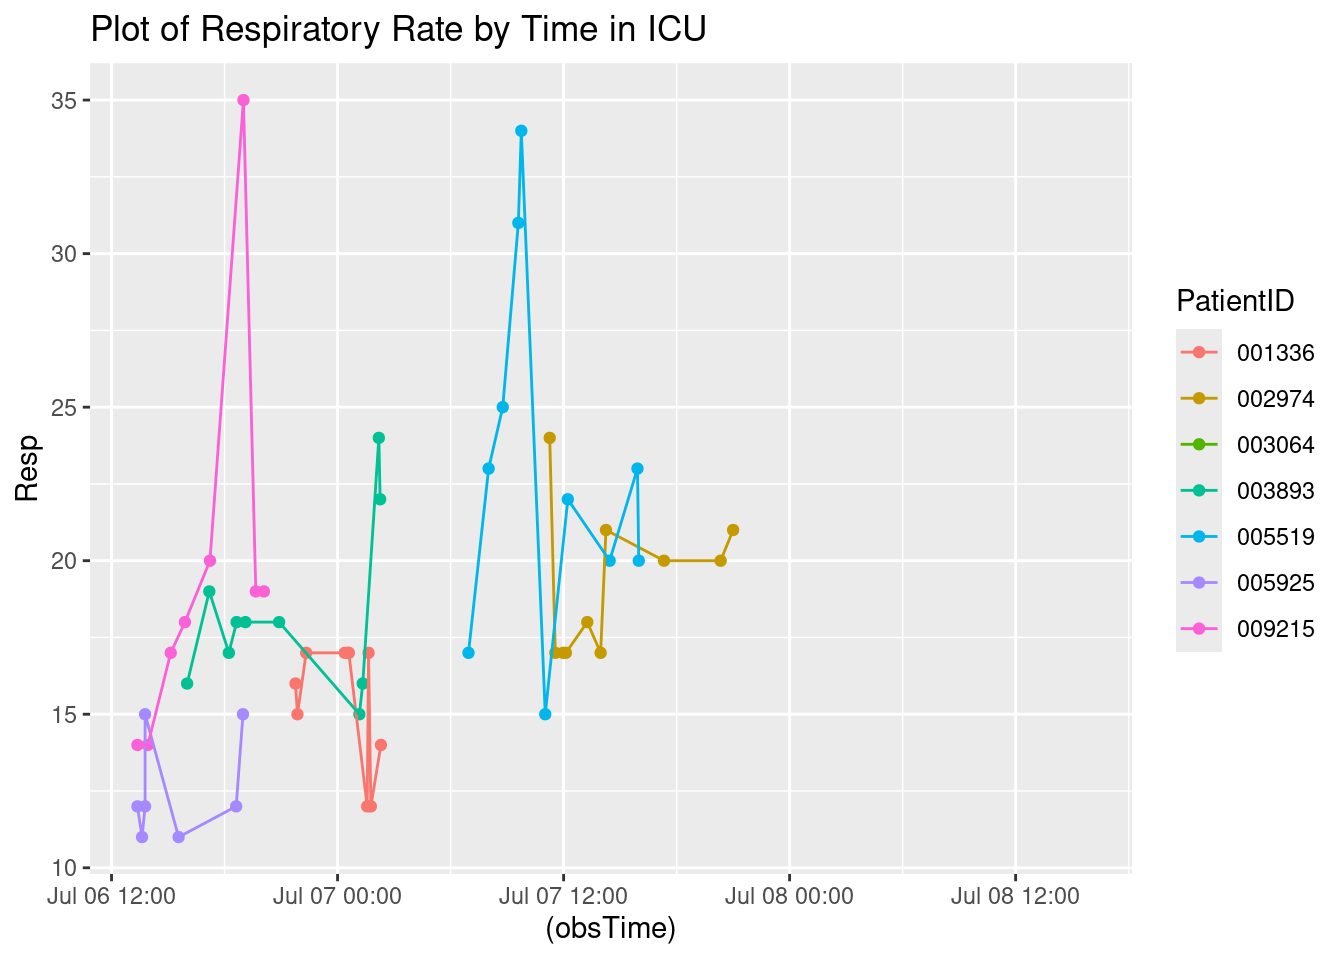 Plot of Respiratory Rate by Time in ICU
35
30
25
20
15
10
Resp
Jul 06 12:00 Jul 07 00:00 Jul 07 12:00 Jul 08 00:00 Jul 08 12:00
(obsTime)
PatientID
001336
002974
003064
003893
005519
005925
009215